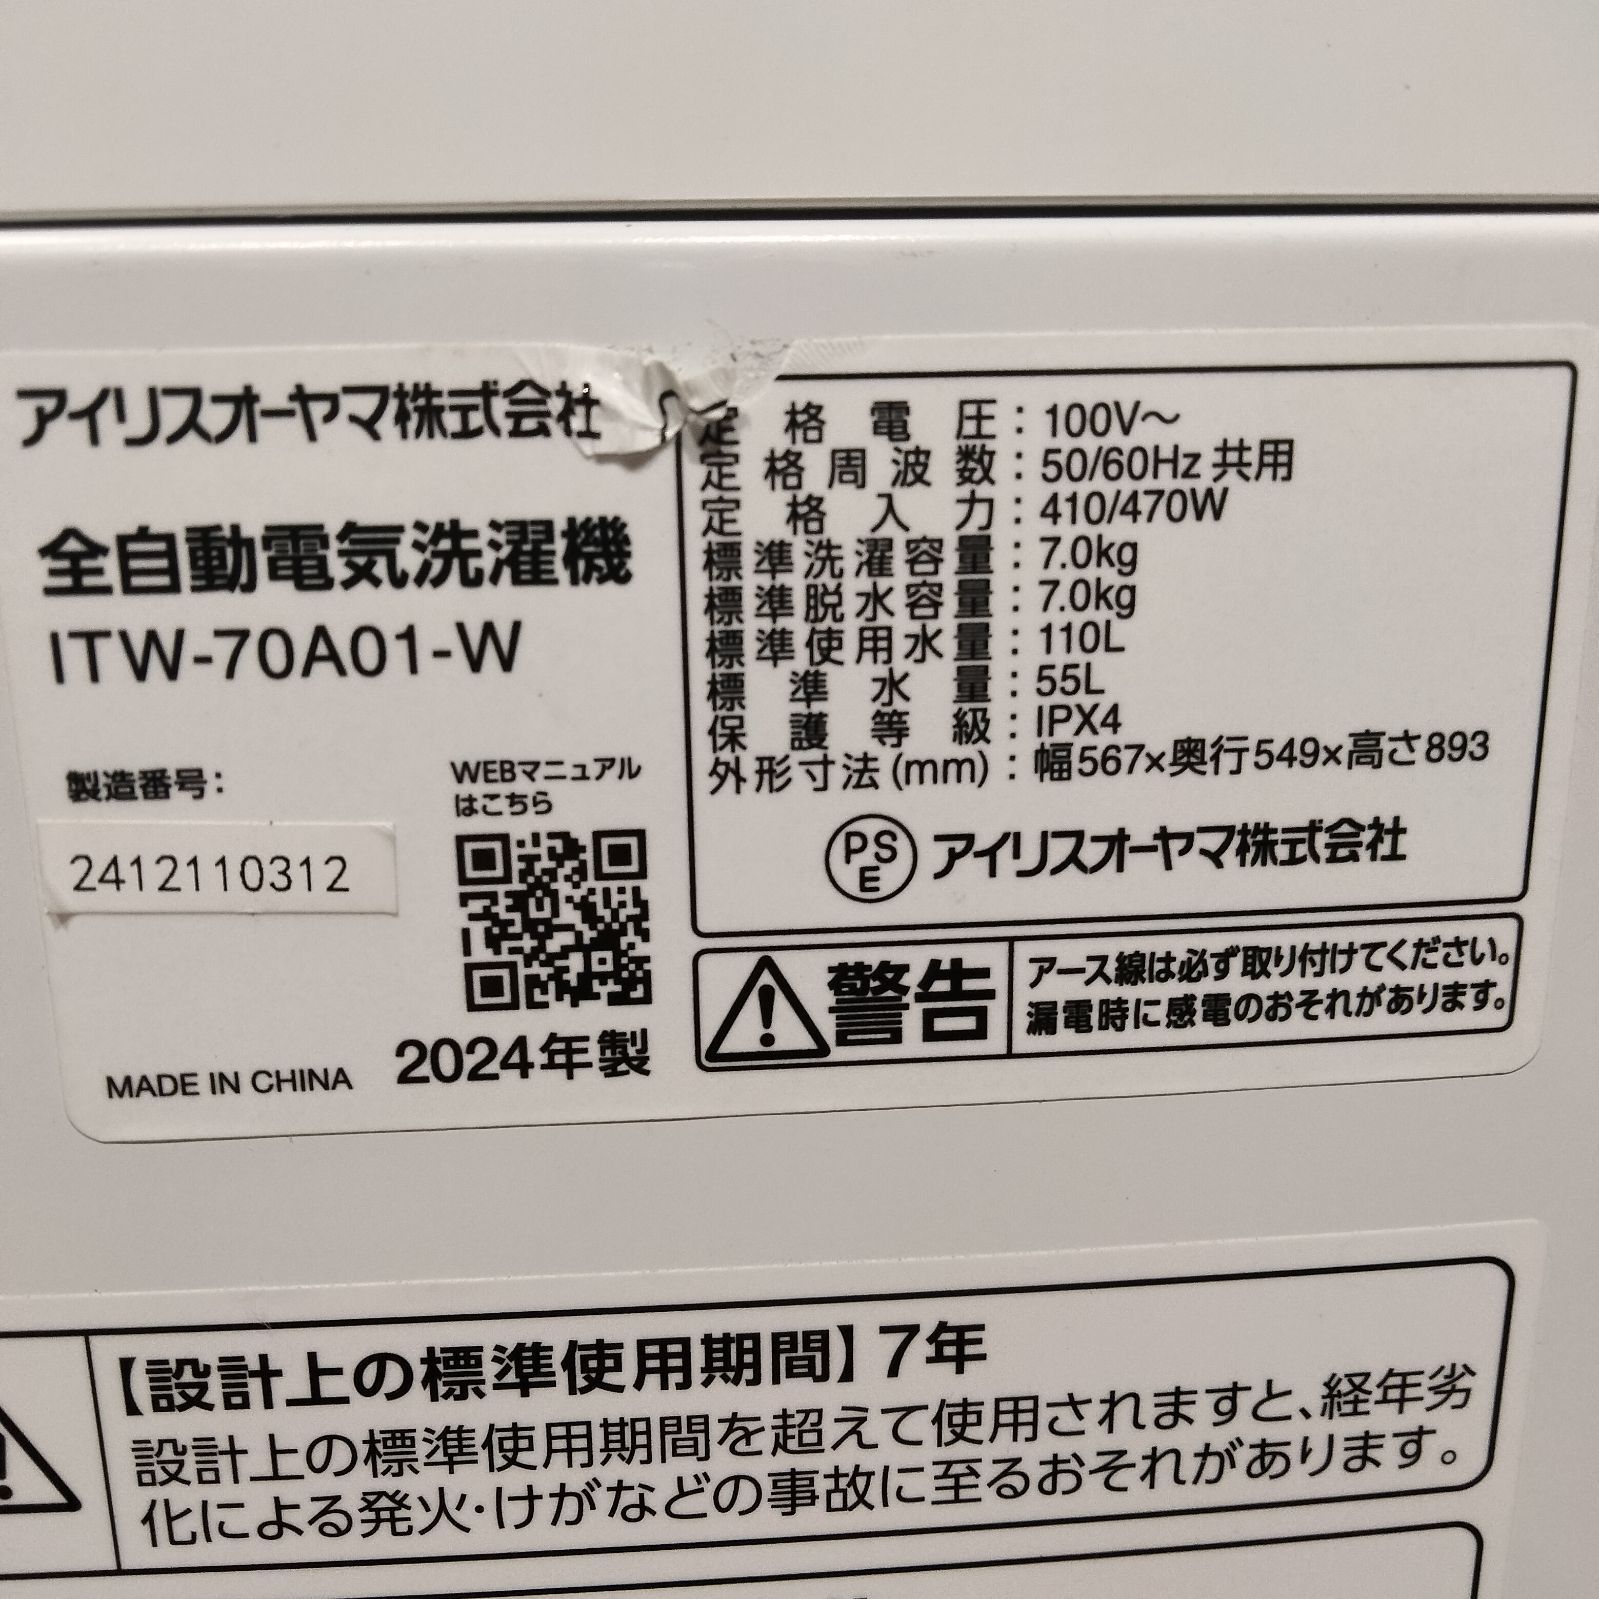 アイリスオーヤマ株式会社
全自動電気洗濯機
ITW-70A01-W
製造番号:
2412110312
WEBマニュアル
はこちら
MADE IN CHINA
2024年製
定格電圧:100V～
定格周波数:50/60Hz 共用
定格入力:410/470W
標準洗濯容量:7.0kg
標準脱水容量:7.0kg
標準使用水量:110L
標準水量:55L
保護等級:IPX4
外形寸法(mm):幅567×奥行549×高さ893
PSE アイリスオーヤマ株式会社
警告
アース線は必ず取り付けてください。
漏電時に感電のおそれがあります。
【設計上の標準使用期間】7年
設計上の標準使用期間を超えて使用されますと、経年劣
化による発火・けがなどの事故に至るおそれがあります。